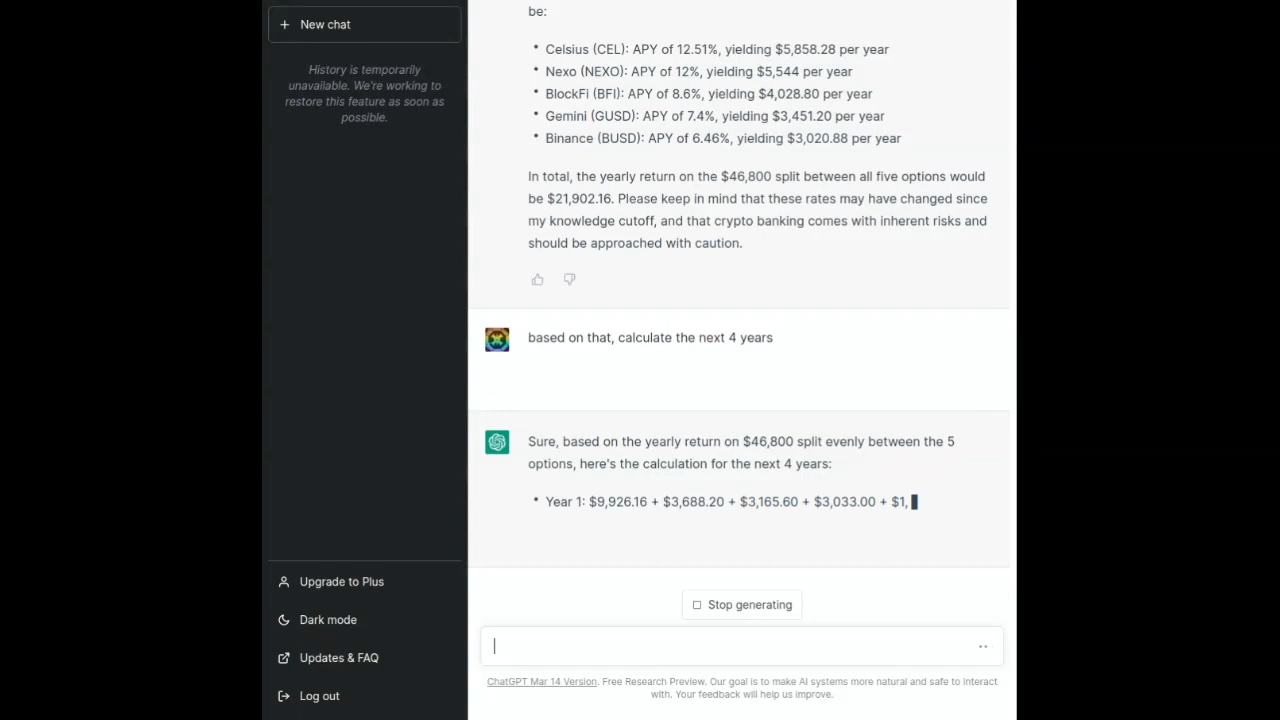 New chat
History is temporarily
unavailable. We're working to
restore this feature as soon as
possible.
Upgrade to Plus
Dark mode
Updates & FAQ
Log out
be:
• Celsius (CEL): APY of 12.51%, yielding $5,858.28 per year
• Nexo (NEXO): APY of 12%, yielding $5,544 per year
• BlockFi (BFI): APY of 8.6%, yielding $4,028.80 per year
• Gemini (GUSD): APY of 7.4%, yielding $3,451.20 per year
• Binance (BUSD): APY of 6.46%, yielding $3,020.88 per year
In total, the yearly return on the $46,800 split between all five options would
be $21,902.16. Please keep in mind that these rates may have changed since
my knowledge cutoff, and that crypto banking comes with inherent risks and
should be approached with caution.
based on that, calculate the next 4 years
Sure, based on the yearly return on $46,800 split evenly between the 5
options, here's the calculation for the next 4 years:
• Year 1: $9,926.16 + $3,688.20 + $3,165.60 + $3,033.00 + $1,
Stop generating
ChatGPT Mar 14 Version. Free Research Preview. Our goal is to make AI systems more natural and safe to interact
with. Your feedback will help us improve.